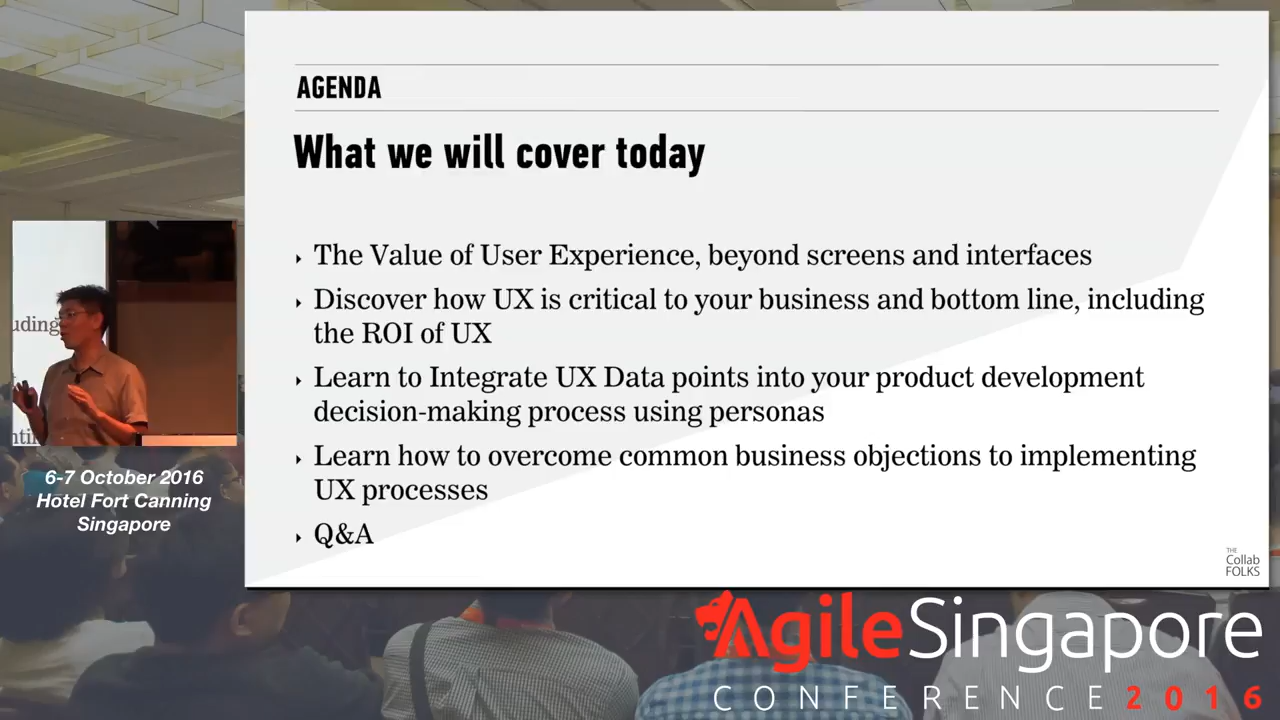 AGENDA
What we will cover today
The Value of User Experience, beyond screens and interfaces
Discover how UX is critical to your business and bottom line, including
the ROI of UX
Learn to Integrate UX Data points into your product development
decision-making process using personas
Learn how to overcome common business objections to implementing
UX processes
Q&A
THE
Collab
FOLKS
uding
6-7 October 2016
Hotel Fort Canning
Singapore
AgileSingapore
CONFERENCE 2016